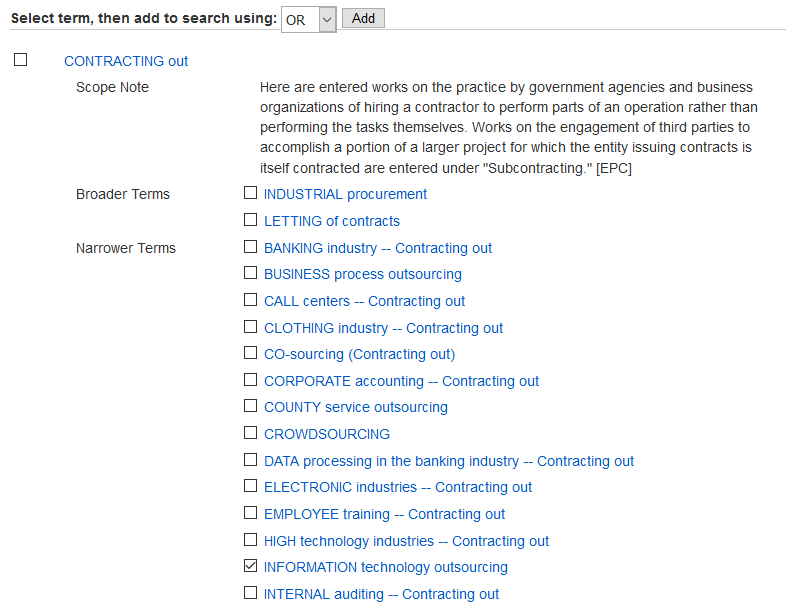 Select term, then add to search using: OR Add
CONTRACTING out
Scope Note
Here are entered works on the practice by government agencies and business
organizations of hiring a contractor to perform parts of an operation rather than
performing the tasks themselves. Works on the engagement of third parties to
accomplish a portion of a larger project for which the entity issuing contracts is
itself contracted are entered under "Subcontracting." [EPC]
Broader Terms
INDUSTRIAL procurement
LETTING of contracts
Narrower Terms
BANKING industry -- Contracting out
BUSINESS process outsourcing
CALL centers -- Contracting out
CLOTHING industry -- Contracting out
CO-sourcing (Contracting out)
CORPORATE accounting -- Contracting out
COUNTY service outsourcing
CROWDSOURCING
DATA processing in the banking industry -- Contracting out
ELECTRONIC industries -- Contracting out
EMPLOYEE training -- Contracting out
HIGH technology industries -- Contracting out
INFORMATION technology outsourcing
INTERNAL auditing -- Contracting out